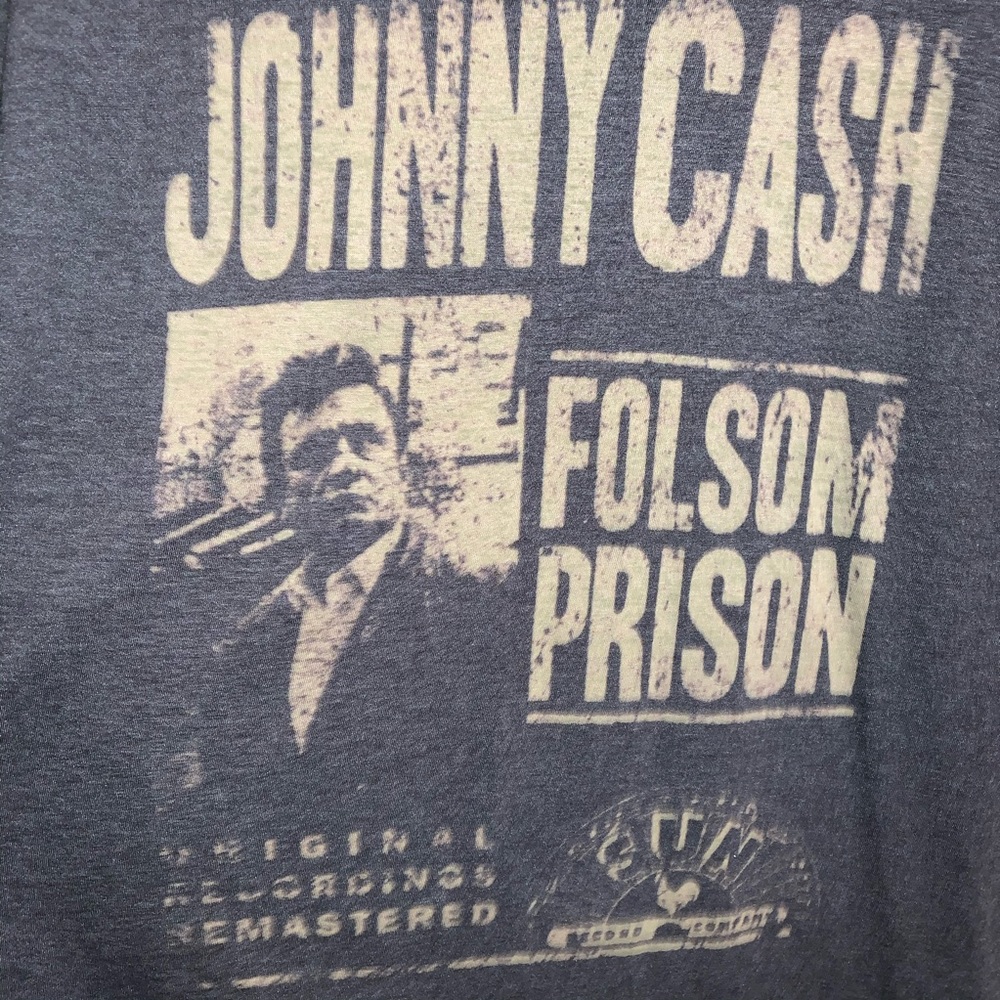 JOHNNY CASH
FOLSOM
PRISON
ORIGINAL
RECORDINGS
REMASTERED
SUN
RECORD COMPANY